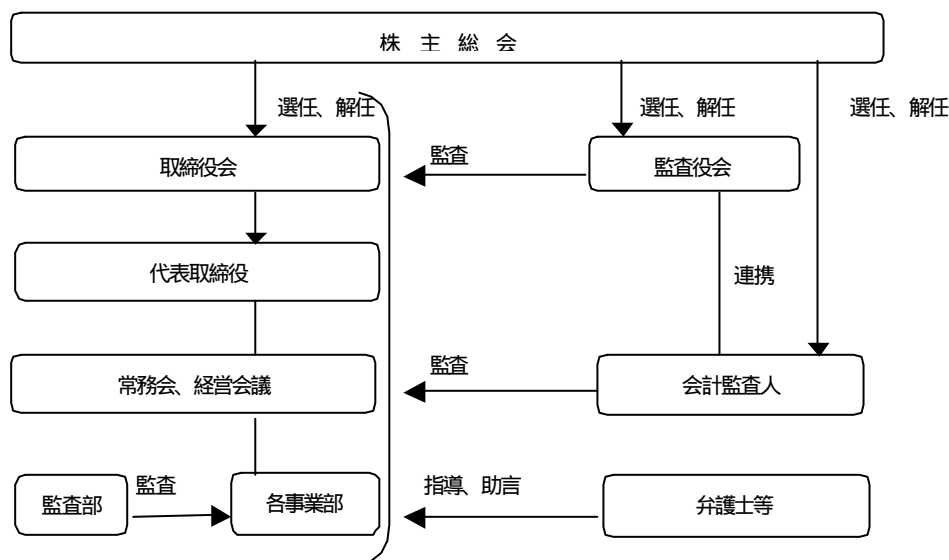 株 主 総 会
選任、解任
選任、解任
選任、解任
取締役会
監査
監査役会
代表取締役
連携
常務会、経営会議
監査
会計監査人
監査部
監査
各事業部
指導、助言
弁護士等